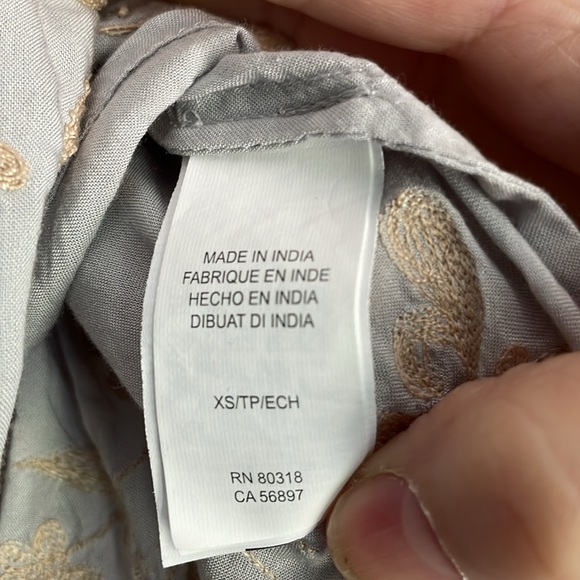 MADE IN INDIA
FABRIQUE EN INDE
HECHO EN INDIA
DIBUAT DI INDIA
XS/TP/ECH
RN 80318
CA 56897